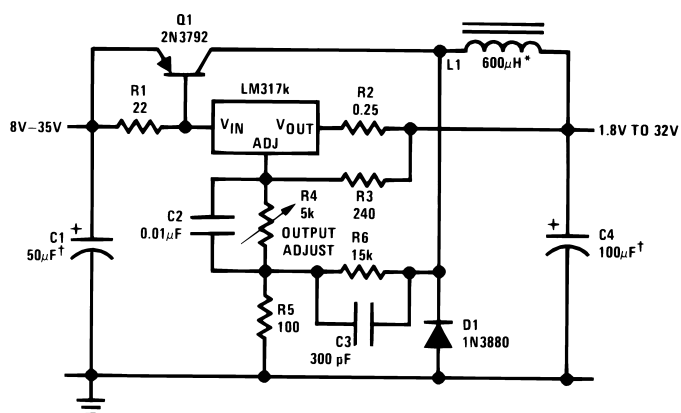 Q1
2N3792
L1
600μH*
R1
22
LM317k
R2
0.25
8V–35V
VIN
VOUT
1.8V TO 32V
ADJ
R4
5k
R3
240
C2
0.01μF
OUTPUT
ADJUST
R6
15k
+
C1
50μF†
+
C4
100μF†
R5
100
C3
300 pF
D1
1N3880